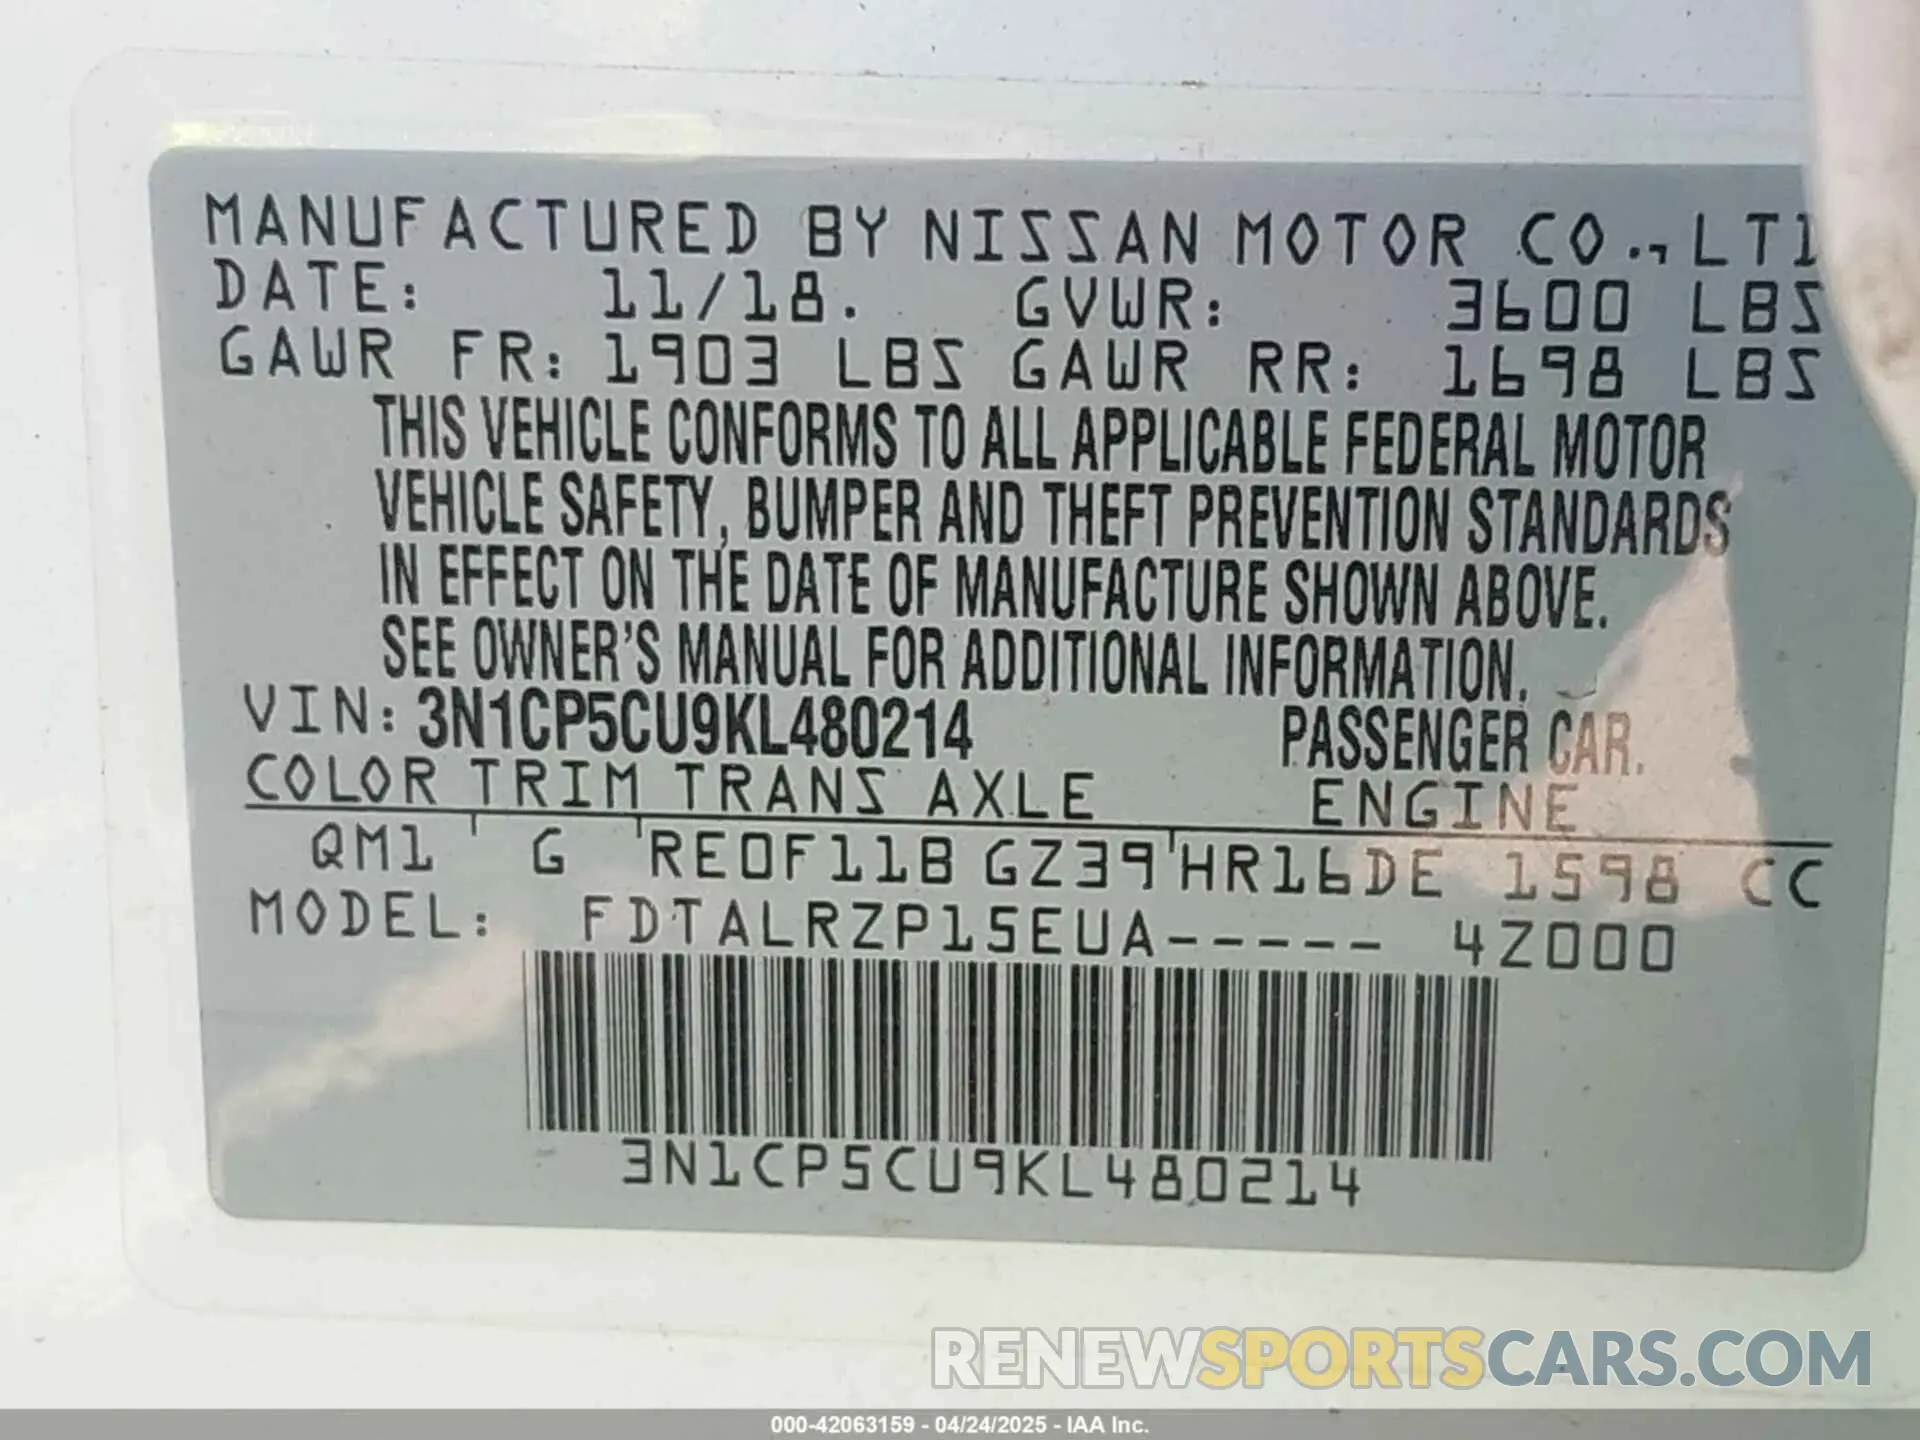 MANUFACTURED BY NISSAN MOTOR CO., LTD
DATE: 11/18. GVWR: 3600 LBS
GAWR FR: 1903 LBS GAWR RR: 1698 LBS
THIS VEHICLE CONFORMS TO ALL APPLICABLE FEDERAL MOTOR
VEHICLE SAFETY, BUMPER AND THEFT PREVENTION STANDARDS
IN EFFECT ON THE DATE OF MANUFACTURE SHOWN ABOVE.
SEE OWNER'S MANUAL FOR ADDITIONAL INFORMATION.
VIN: 3N1CP5CU9KL480214 PASSENGER CAR.
COLOR TRIM TRANS AXLE ENGINE
QM1 G RE0F11B GZ39 HR16DE 1598 CC
MODEL: FDTALRZP15EUA----- 4Z000
3N1CP5CU9KL480214
RENEWSPORTSCARS.COM
000-42063159 - 04/24/2025 - IAA Inc.